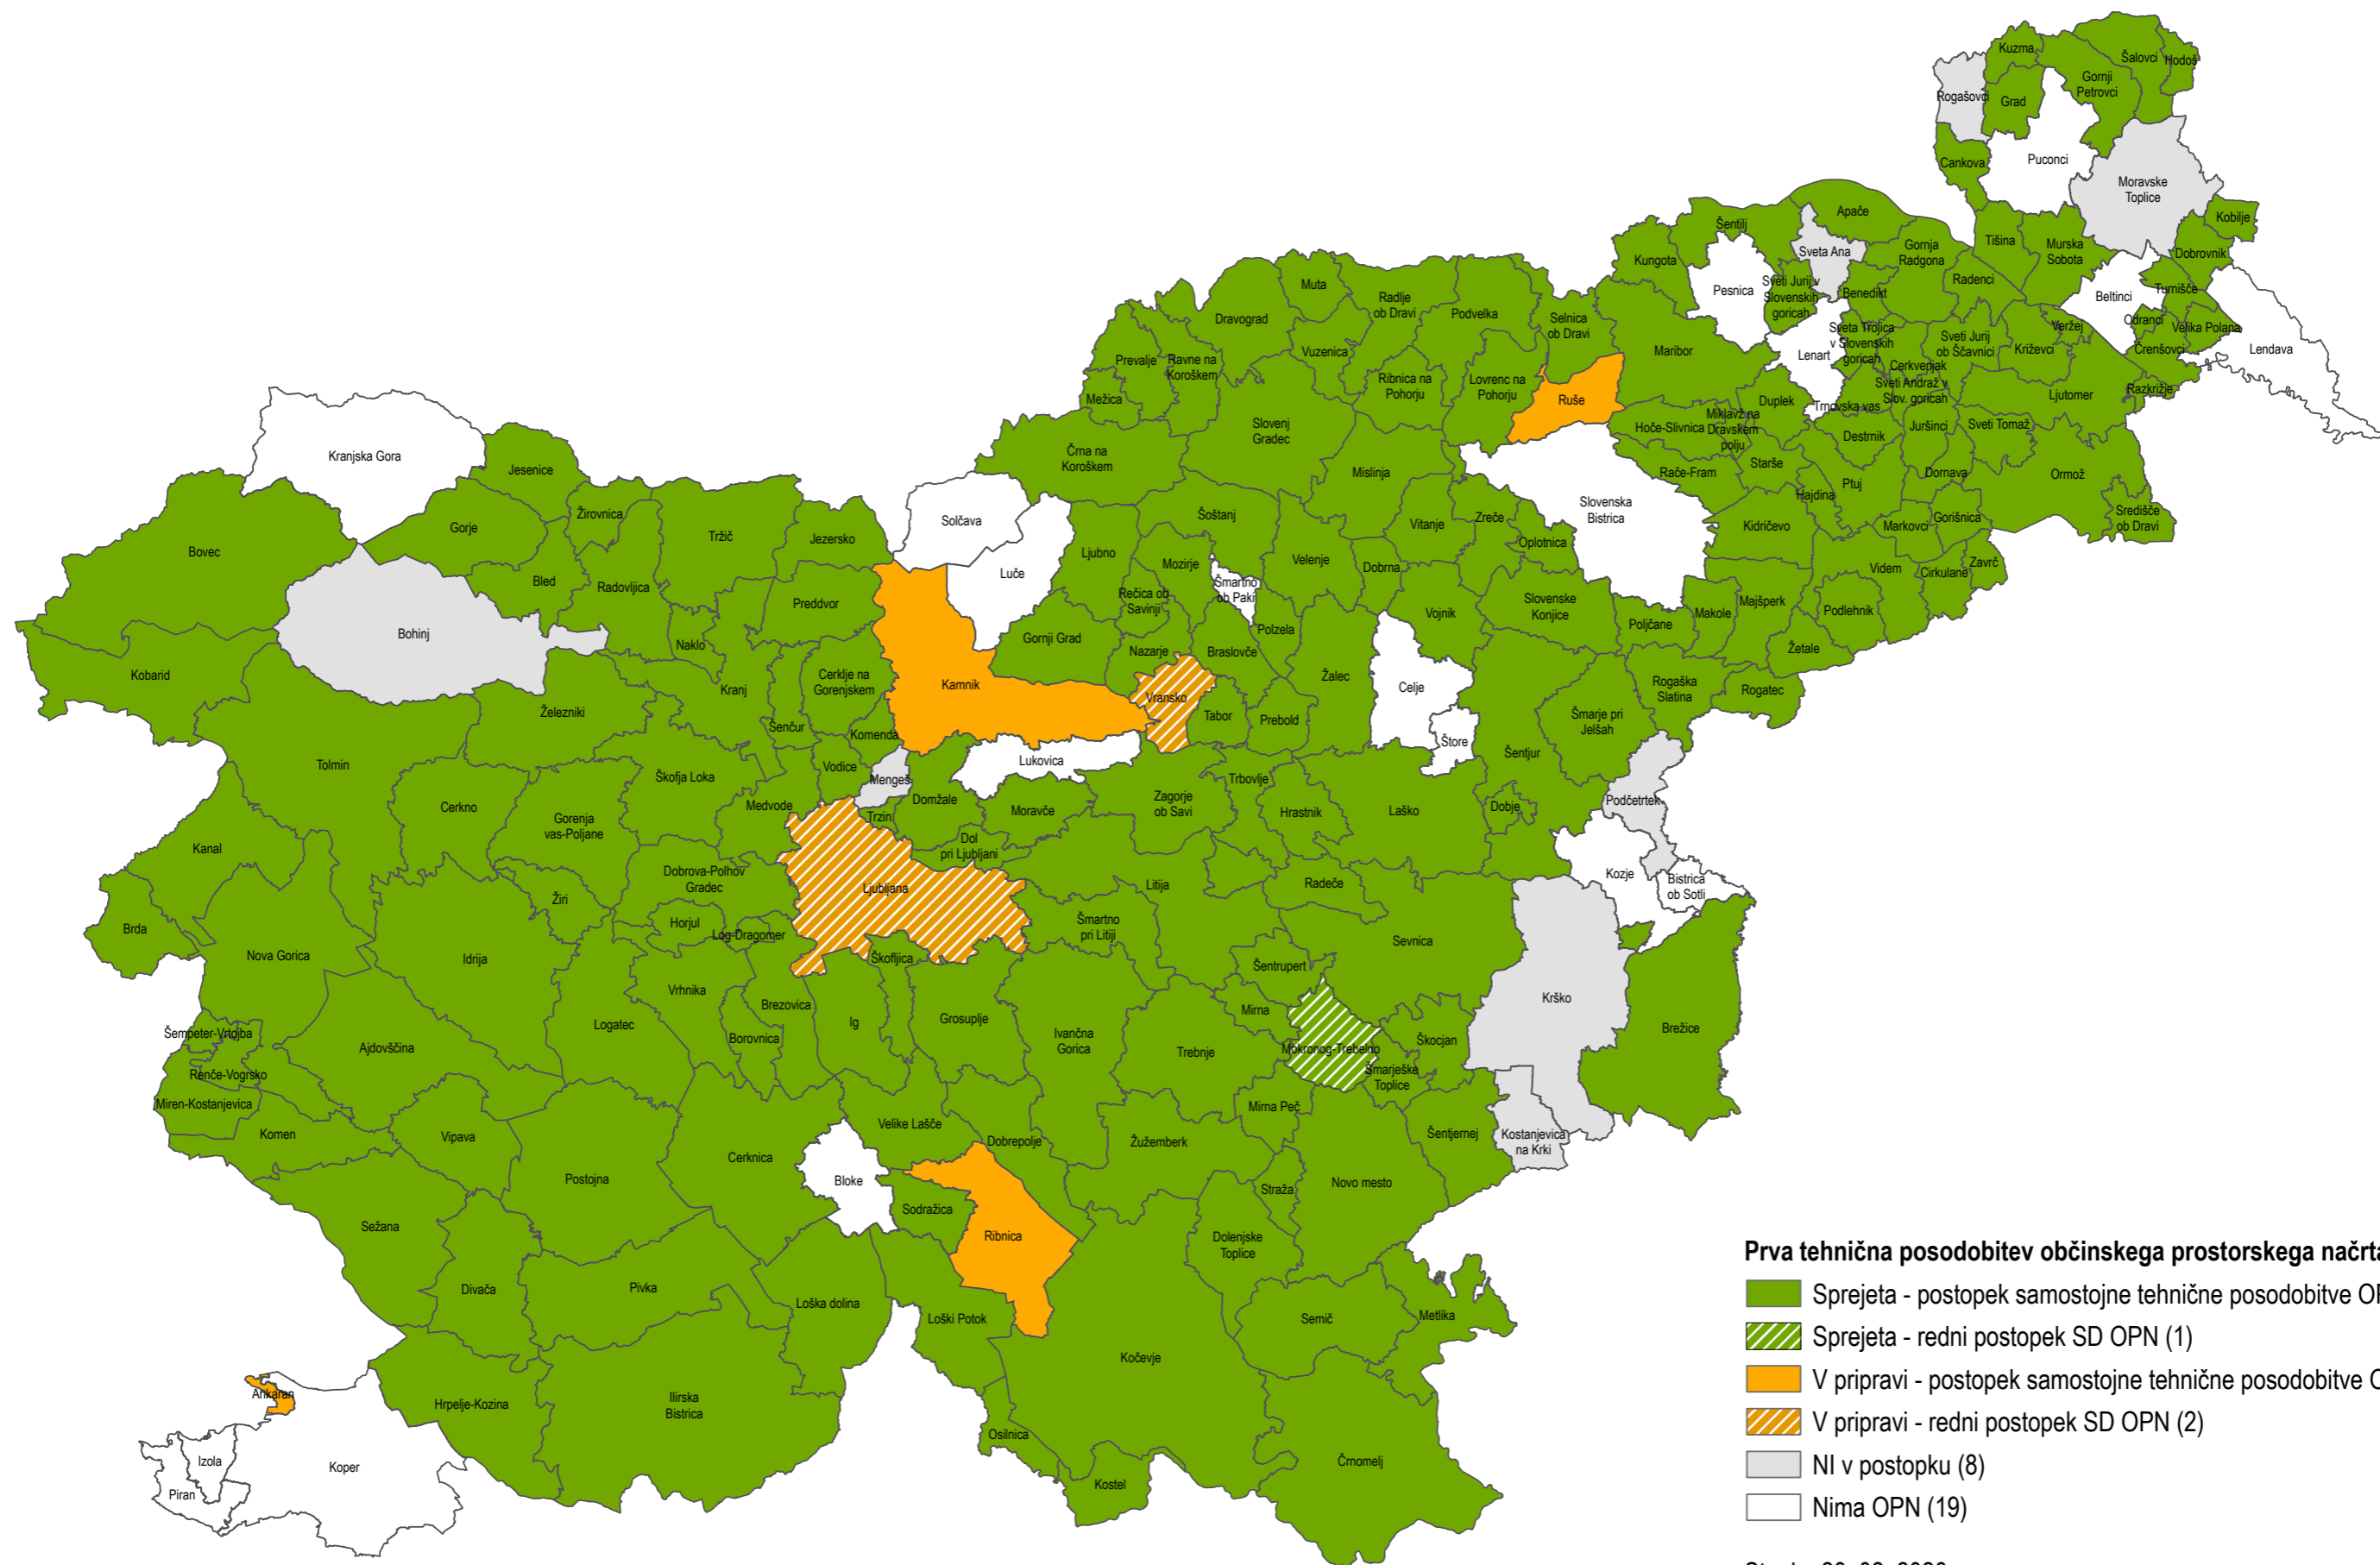 Kuzma
Šalovci
Hodoš
Gornji
Petrovci
Rogašovci
Grad
Cankova
Puconci
Moravske
Toplice
Kobilje
Apače
Šentilj
Sveta Ana
Gornja
Radgona
Tišina
Murska
Sobota
Dobrovnik
Kungota
Pesnica
Sveti Jurij v
Slovenskih
goricah
Benedikt
Radenci
Beltinci
Turnišče
Odranci
Velika Polana
Muta
Radlje
ob Dravi
Podvelka
Selnica
ob Dravi
Dravograd
Vuzenica
Maribor
Lenart
Sveta Trojica
v Slovenskih
goricah
Cerkvenjak
Sveti Jurij
ob Ščavnici
Veržej
Križevci
Črenšovci
Lendava
Prevalje
Ravne na
Koroškem
Mežica
Ribnica na
Pohorju
Lovrenc na
Pohorju
Ruše
Duplek
Trnovska vas
Sveti Andraž v
Slov. goricah
Ljutomer
Razkrižje
Kranjska Gora
Jesenice
Črna na
Koroškem
Slovenj
Gradec
Mislinja
Hoče-Slivnica
Miklavž na
Dravskem
polju
Destrnik
Juršinci
Sveti Tomaž
Rače-Fram
Starše
Hajdina
Ptuj
Dornava
Ormož
Središče
ob Dravi
Bovec
Gorje
Žirovnica
Tržič
Jezersko
Solčava
Luče
Ljubno
Šoštanj
Mozirje
Velenje
Vitanje
Zreče
Oplotnica
Slovenska
Bistrica
Kidričevo
Markovci
Gorišnica
Videm
Cirkulane
Zavrč
Bled
Radovljica
Preddvor
Rečica ob
Savinji
Šmartno
ob Paki
Dobrna
Vojnik
Slovenske
Konjice
Poljčane
Makole
Majšperk
Podlehnik
Žetale
Bohinj
Kobarid
Naklo
Kranj
Cerklje na
Gorenjskem
Kamnik
Gornji Grad
Nazarje
Braslovče
Polzela
Žalec
Celje
Vransko
Tabor
Prebold
Rogaška
Slatina
Rogatec
Železniki
Šenčur
Komenda
Štore
Šentjur
Šmarje pri
Jelšah
Tolmin
Cerkno
Gorenja
vas-Poljane
Škofja Loka
Medvode
Vodice
Mengeš
Lukovica
Trzin
Domžale
Moravče
Zagorje
ob Savi
Trbovlje
Hrastnik
Laško
Dobje
Podčetrtek
Kanal
Dol
pri Ljubljani
Dobrova-Polhov
Gradec
Ljubljana
Litija
Radeče
Kozje
Bistrica
ob Sotli
Brda
Žiri
Horjul
Log-Dragomer
Šmartno
pri Litiji
Sevnica
Nova Gorica
Idrija
Škofljica
Šentrupert
Vrhnika
Brezovica
Krško
Šempeter-Vrtojba
Ajdovščina
Logatec
Borovnica
Ig
Grosuplje
Ivančna
Gorica
Trebnje
Mirna
Mokronog-Trebelno
Škocjan
Šmarješke
Toplice
Brežice
Renče-Vogrsko
Miren-Kostanjevica
Komen
Vipava
Postojna
Cerknica
Velike Lašče
Dobrepolje
Žužemberk
Mirna Peč
Šentjernej
Kostanjevica
na Krki
Bloke
Sodražica
Ribnica
Straža
Novo mesto
Dolenjske
Toplice
Sežana
Divača
Pivka
Loška dolina
Loški Potok
Kočevje
Semič
Metlika
Ankaran
Hrpelje-Kozina
Ilirska
Bistrica
Osilnica
Kostel
Črnomelj
Izola
Piran
Koper
Prva tehnična posodobitev občinskega prostorskega načrta
Sprejeta - postopek samostojne tehnične posodobitve
Sprejeta - redni postopek SD OPN (1)
V pripravi - postopek samostojne tehnične posodobitve
V pripravi - redni postopek SD OPN (2)
NI v postopku (8)
Nima OPN (19)